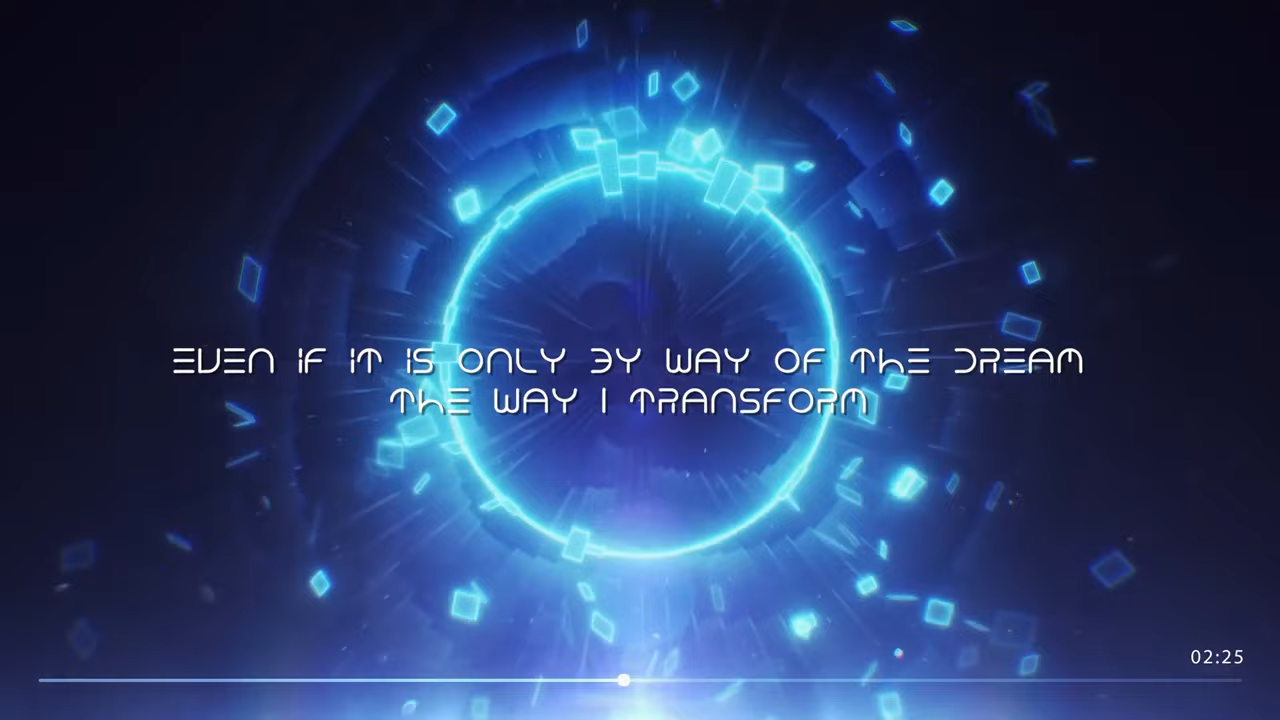 EVEN IF IT IS ONLY BY WAY OF THE DREAM
THE WAY I TRANSFORM
02:25